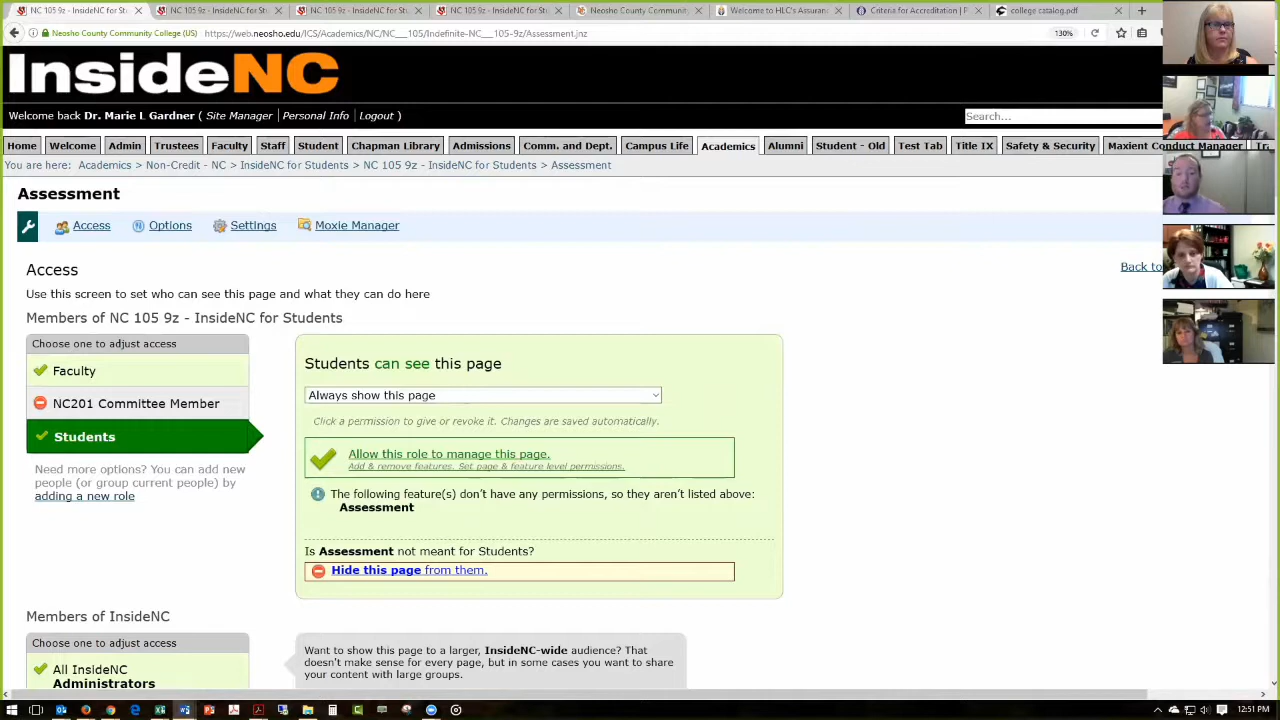 NC 105 9z - InsideNC for Stu
NC 105 9z - InsideNC for Stu
NC 105 9z - InsideNC for Stu
NC 105 9z - InsideNC for Stu
Neosho County Community
Welcome to HLC's Assuran
Criteria for Accreditation | P
college catalog.pdf
Neosho County Community College (US)
https://web.neosho.edu/ICS/Academics/NC/NC___105/Indefinite-NC___105-9z/Assessment.jnz
130%
InsideNC
Welcome back Dr. Marie L Gardner ( Site Manager | Personal Info | Logout )
Search...
Home Welcome Admin Trustees Faculty Staff Student Chapman Library Admissions Comm. and Dept. Campus Life Academics Alumni Student - Old Test Tab Title IX Safety & Security Maxient Conduct Manager
You are here: Academics > Non-Credit - NC > InsideNC for Students > NC 105 9z - InsideNC for Students > Assessment
Assessment
Access Options Settings Moxie Manager
Access
Back to
Use this screen to set who can see this page and what they can do here
Members of NC 105 9z - InsideNC for Students
Choose one to adjust access
Faculty
NC201 Committee Member
Students
Need more options? You can add new
people (or group current people) by
adding a new role
Students can see this page
Always show this page
Click a permission to give or revoke it. Changes are saved automatically.
Allow this role to manage this page.
Add & remove features. Set page & feature level permissions.
The following feature(s) don't have any permissions, so they aren't listed above:
Assessment
Is Assessment not meant for Students?
Hide this page from them.
Members of InsideNC
Choose one to adjust access
All InsideNC
Administrators
Want to show this page to a larger, InsideNC-wide audience? That
doesn't make sense for every page, but in some cases you want to share
your content with large groups.
12:51 PM